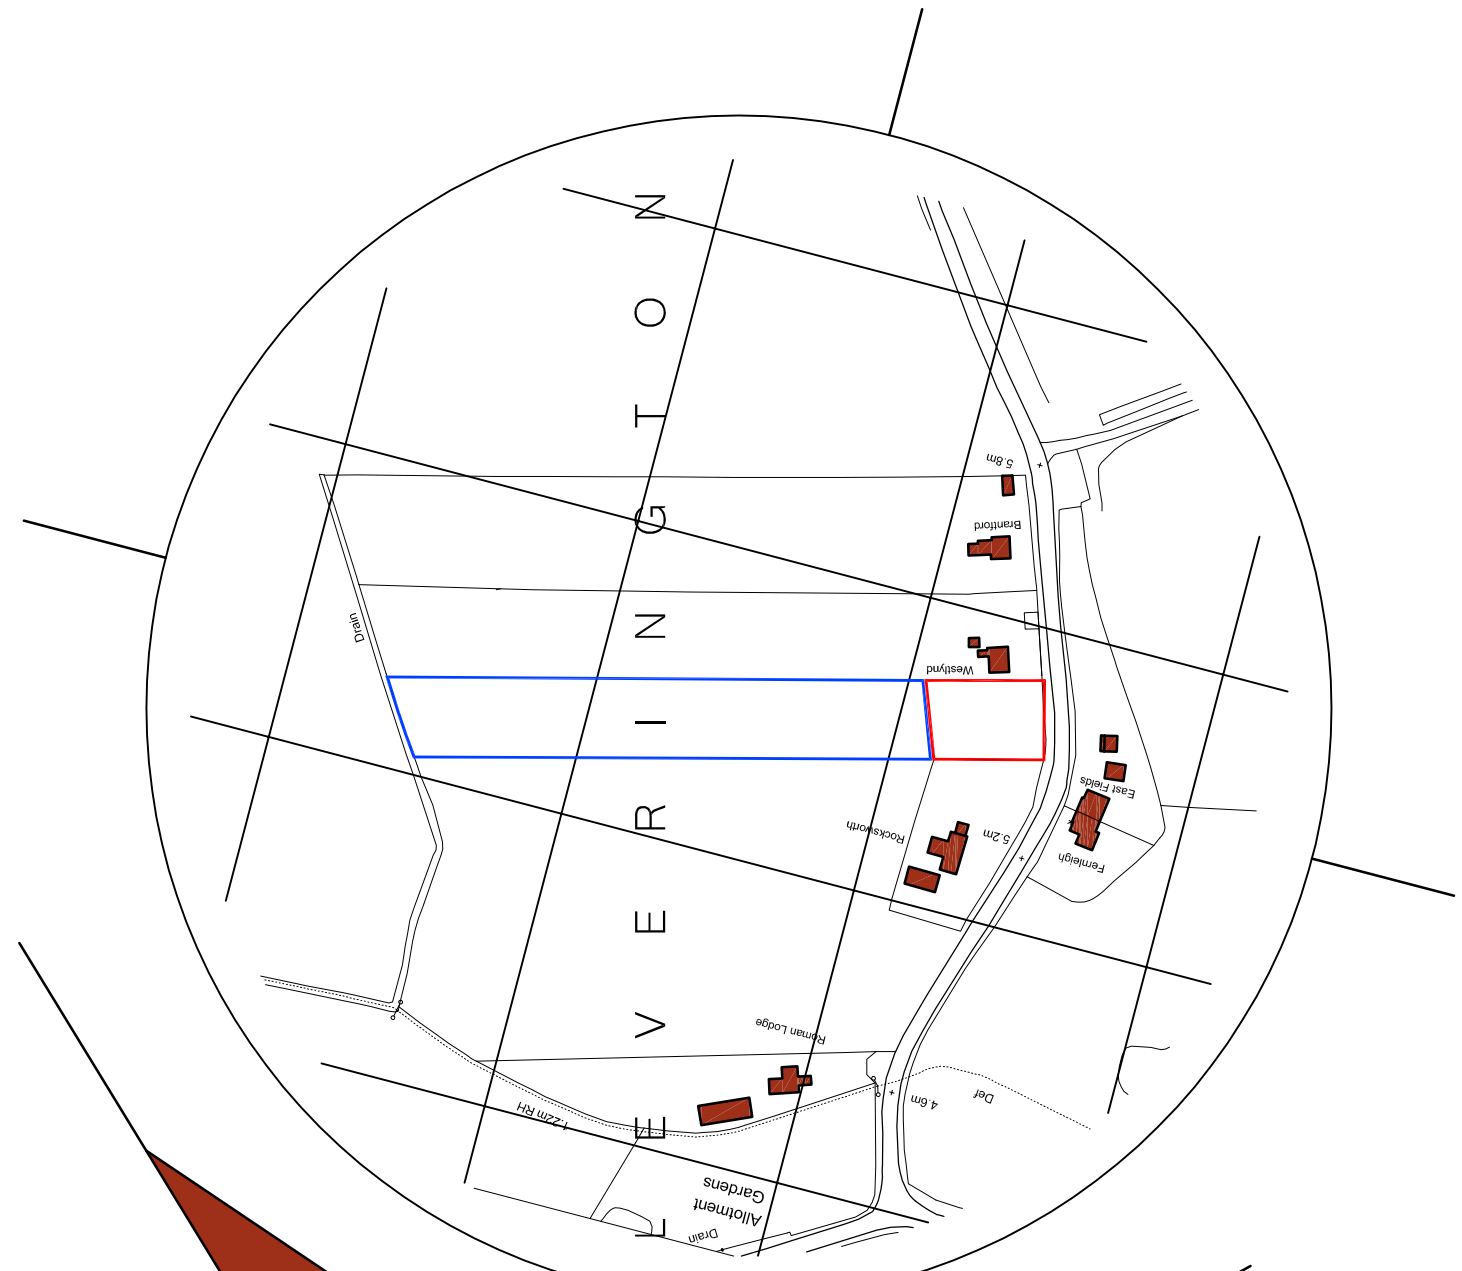 LEVERINGTON
5.8m
Brantford
Drain
Westlynd
East Fields
Rocksworth
5.2m
Fernleigh
Roman Lodge
4.6m
Def
1.22m RH
Allotment
Gardens
Drain